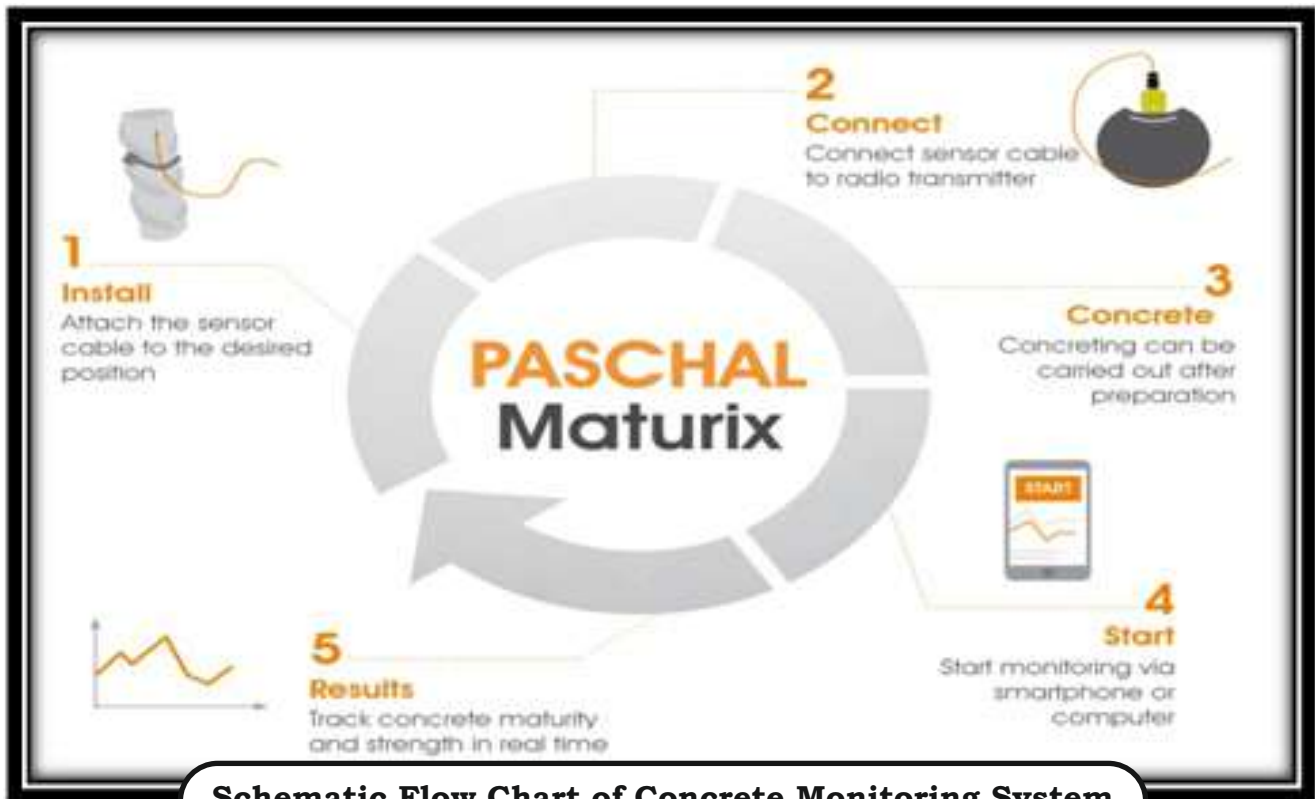 1
Install
Attach the sensor
cable to the desired
position
2
Connect
Connect sensor cable
to radio transmitter
3
Concrete
Concreting can be
carried out after
preparation
PASCHAL
Maturix
START
4
Start
Start monitoring via
smartphone or
computer
5
Results
Track concrete maturity
and strength in real time
Schematic Flow Chart of Concrete Monitoring System